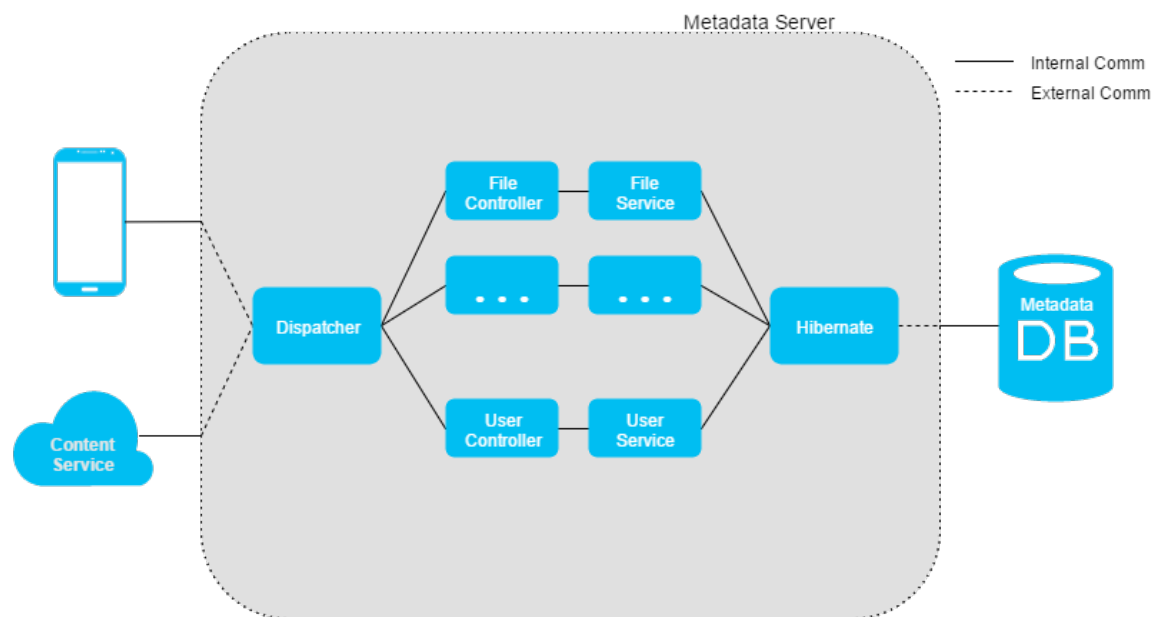 Metadata Server
Internal Comm
External Comm
File
Controller
File
Service
. . .
. . .
Dispatcher
Hibernate
Metadata
DB
User
Controller
User
Service
Content
Service